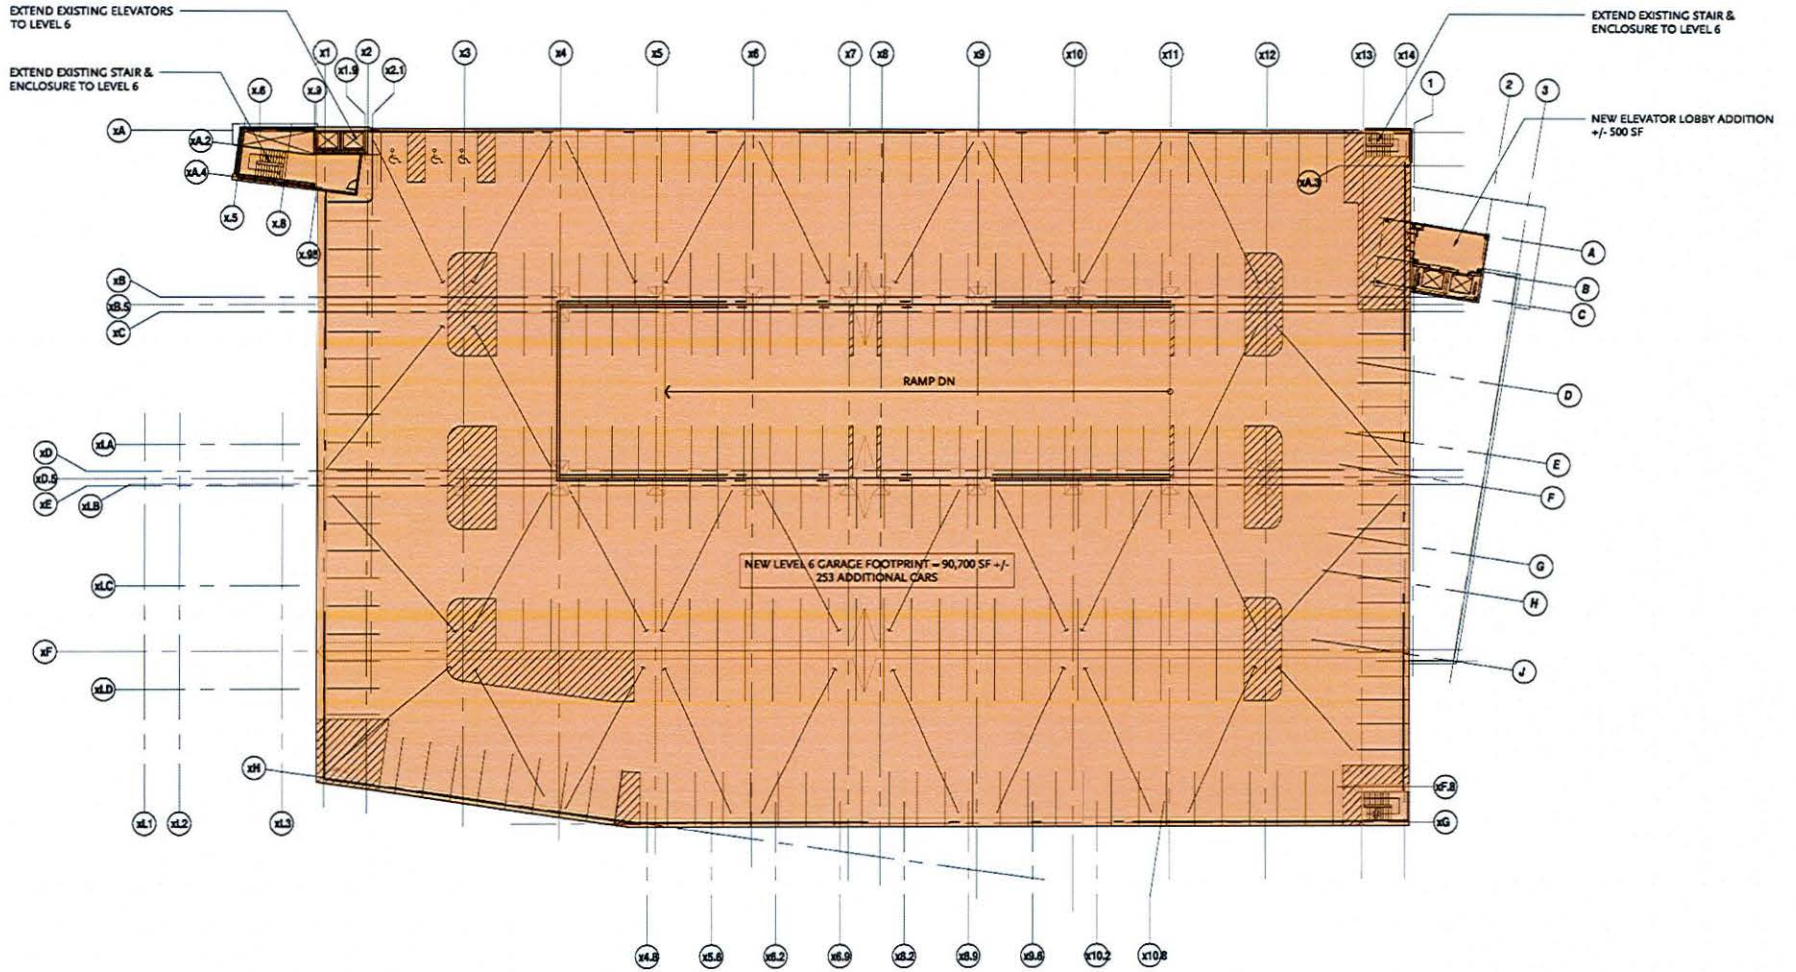 EXTEND EXISTING ELEVATORS
TO LEVEL 6
EXTEND EXISTING STAIR &
ENCLOSURE TO LEVEL 6
EXTEND EXISTING STAIR &
ENCLOSURE TO LEVEL 6
NEW ELEVATOR LOBBY ADDITION
+/- 500 SF
x1
x1.9
x2
x2.1
x3
x4
x5
x6
x7
x8
x9
x10
x11
x12
x13
x14
1
2
3
x.6
x.9
xA
xA.2
xA.4
x.5
x.8
x.98
xA.3
A
B
C
D
E
F
G
H
J
xB
xB.5
xC
RAMP DN
xLA
xD
xD.5
xE
xLB
NEW LEVEL 6 GARAGE FOOTPRINT = 90,700 SF +/-
253 ADDITIONAL CARS
xLC
xF
xLD
xH
xF.8
xG
xL1
xL2
xL3
x4.8
x5.6
x6.2
x6.9
x8.2
x8.9
x9.6
x10.2
x10.8